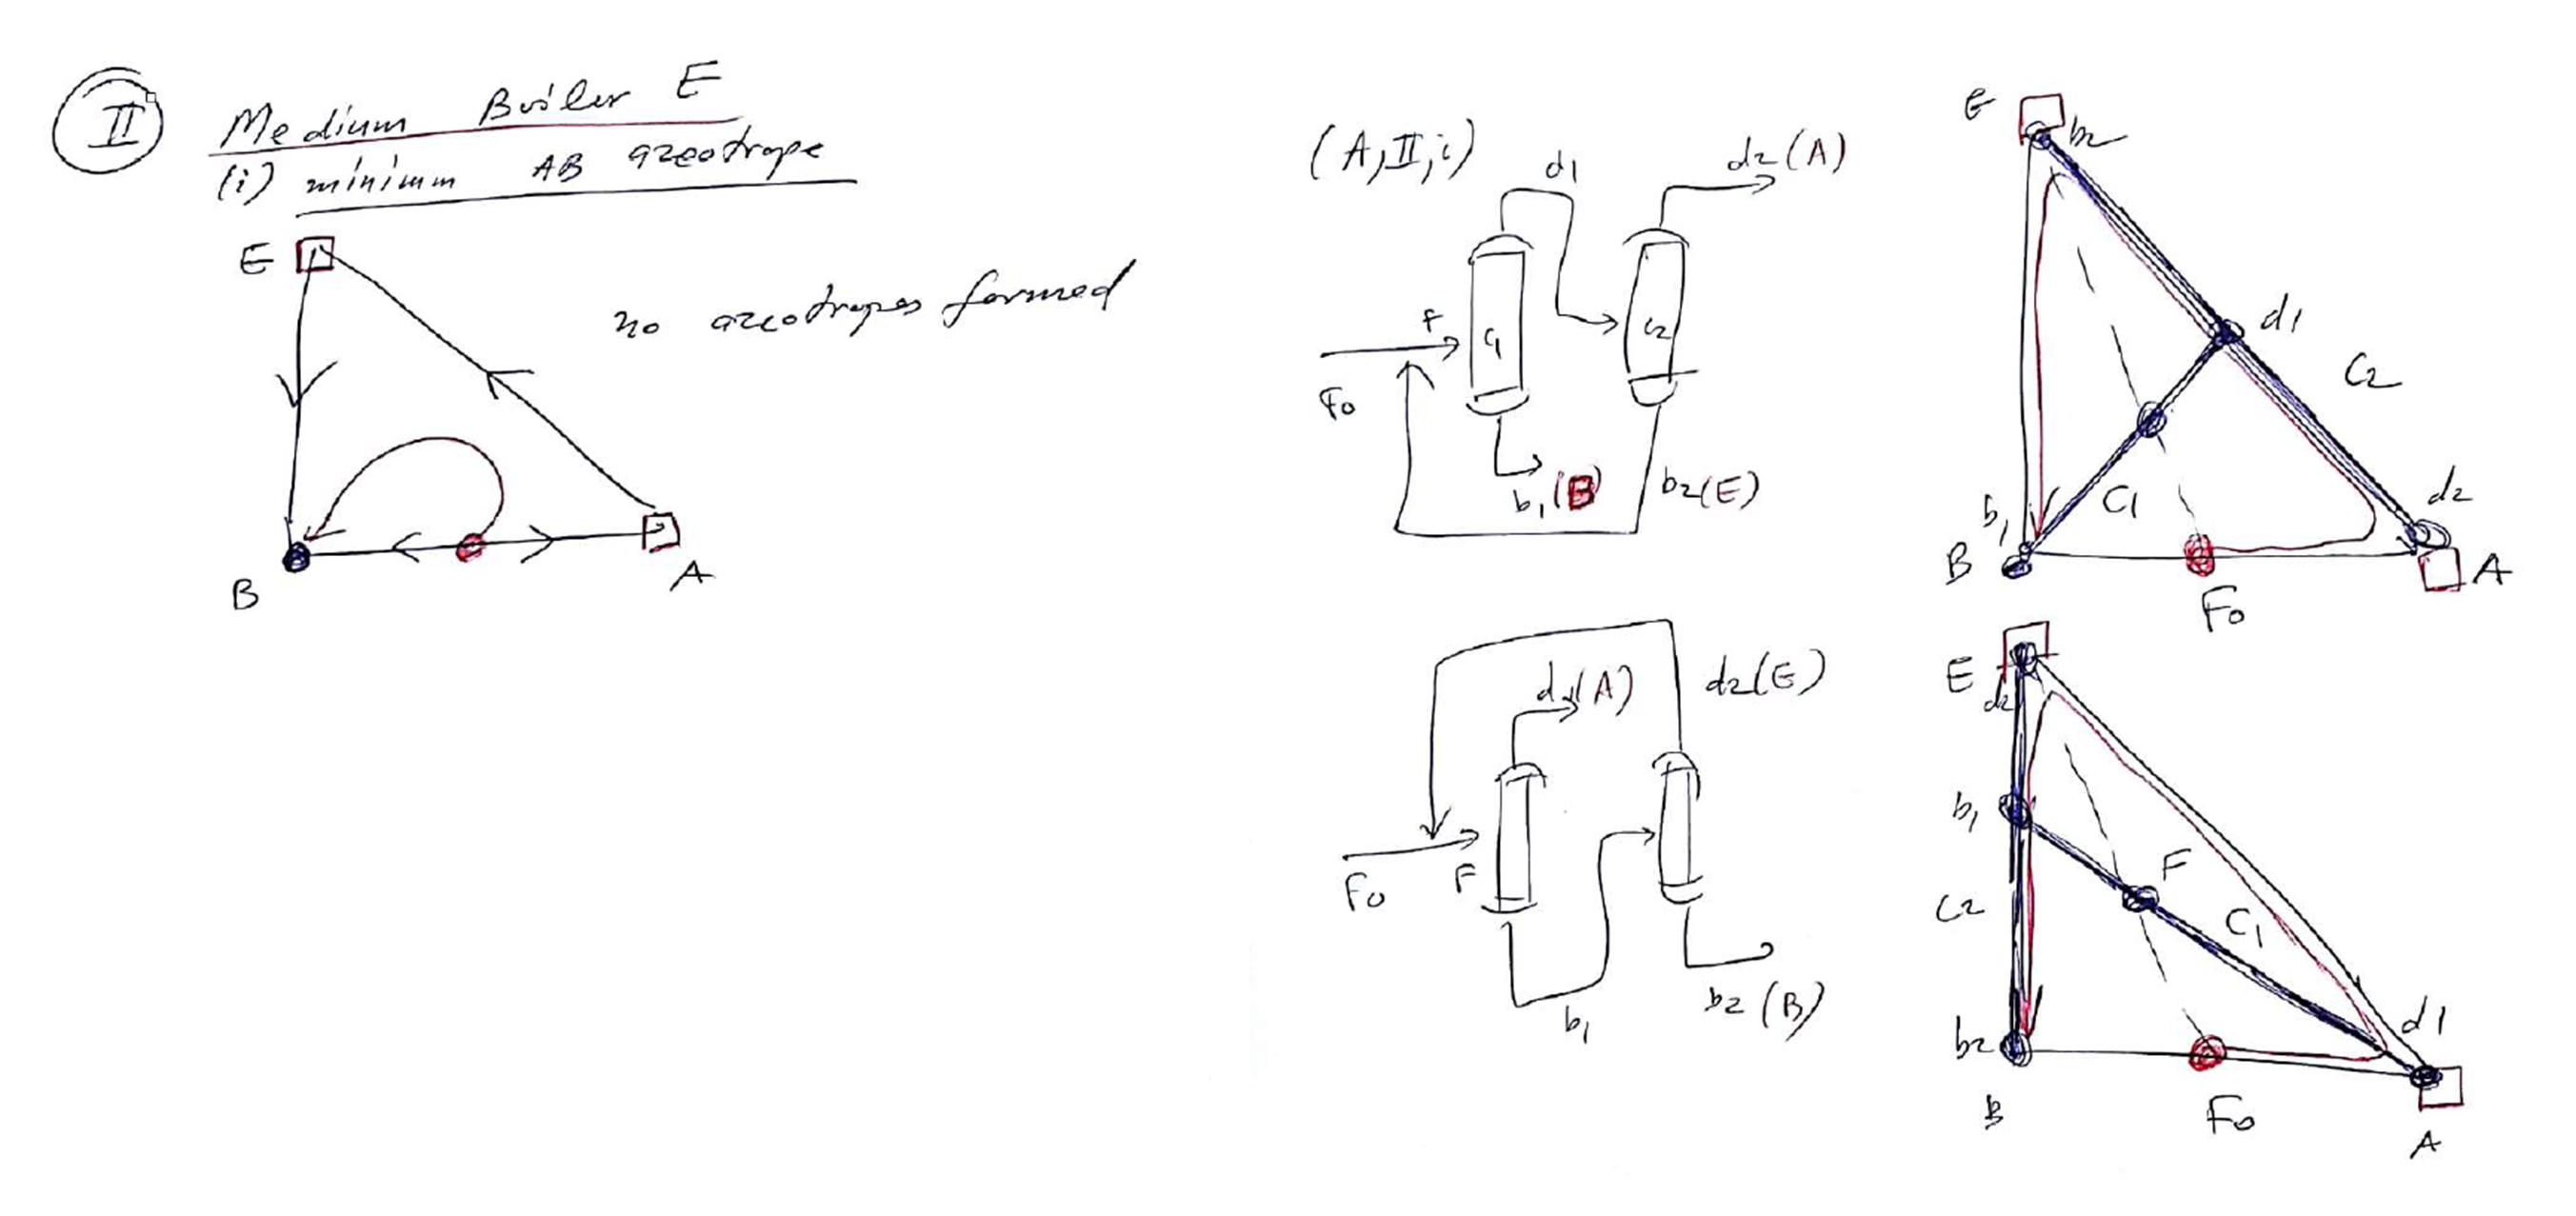 II
Medium Boiler E
(i) minimum AB azeotrope
E
no azeotropes formed
B
A
(A, II, i)
d1
d2 (A)
F
F0
C1
C2
b1 (B)
b2 (E)
E
b2
d1
C2
C1
d2
b1
B
A
F0
d1 (A)
d2 (E)
F0
F
b1
b2 (B)
E
d2
b1
F
C2
C1
d1
b2
B
F0
A